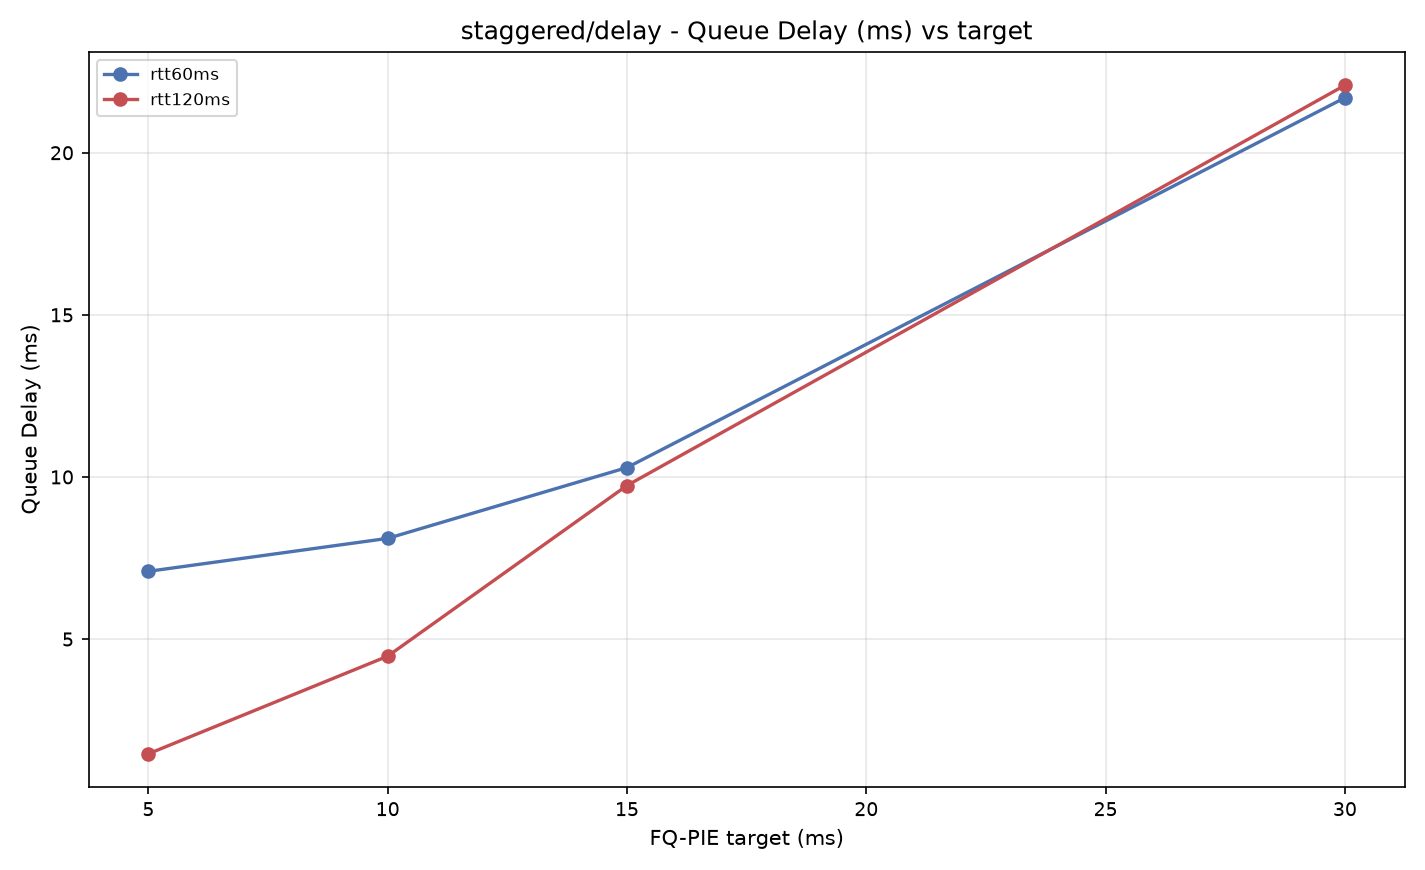 staggered/delay - Queue Delay (ms) vs target
rtt60ms
rtt120ms
Queue Delay (ms)
20
15
10
5
5 10 15 20 25 30
FQ-PIE target (ms)